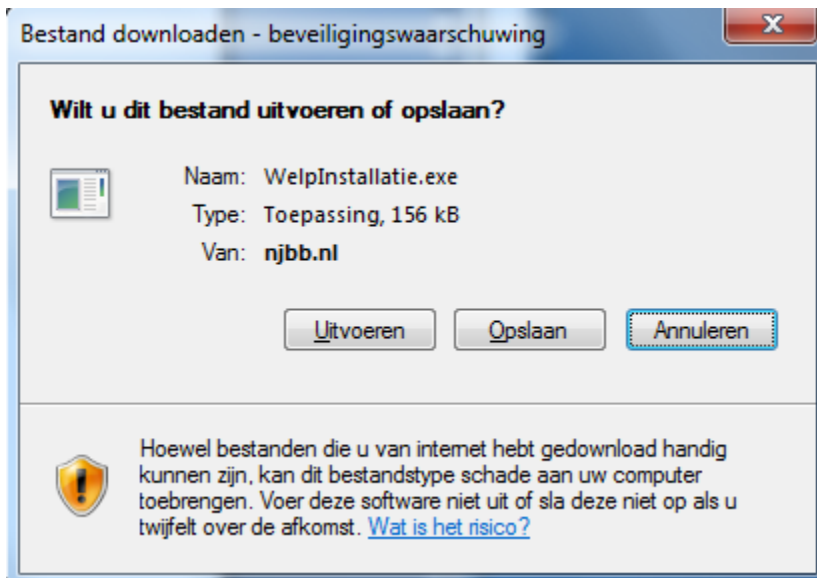 Bestand downloaden - beveiligingswaarschuwing
Wilt u dit bestand uitvoeren of opslaan?
Naam: WelpInstallatie.exe
Type: Toepassing, 156 kB
Van: njbb.nl
Uitvoeren Opslaan Annuleren
Hoewel bestanden die u van internet hebt gedownload handig
kunnen zijn, kan dit bestandstype schade aan uw computer
toebrengen. Voer deze software niet uit of sla deze niet op als u
twijfelt over de afkomst. Wat is het risico?